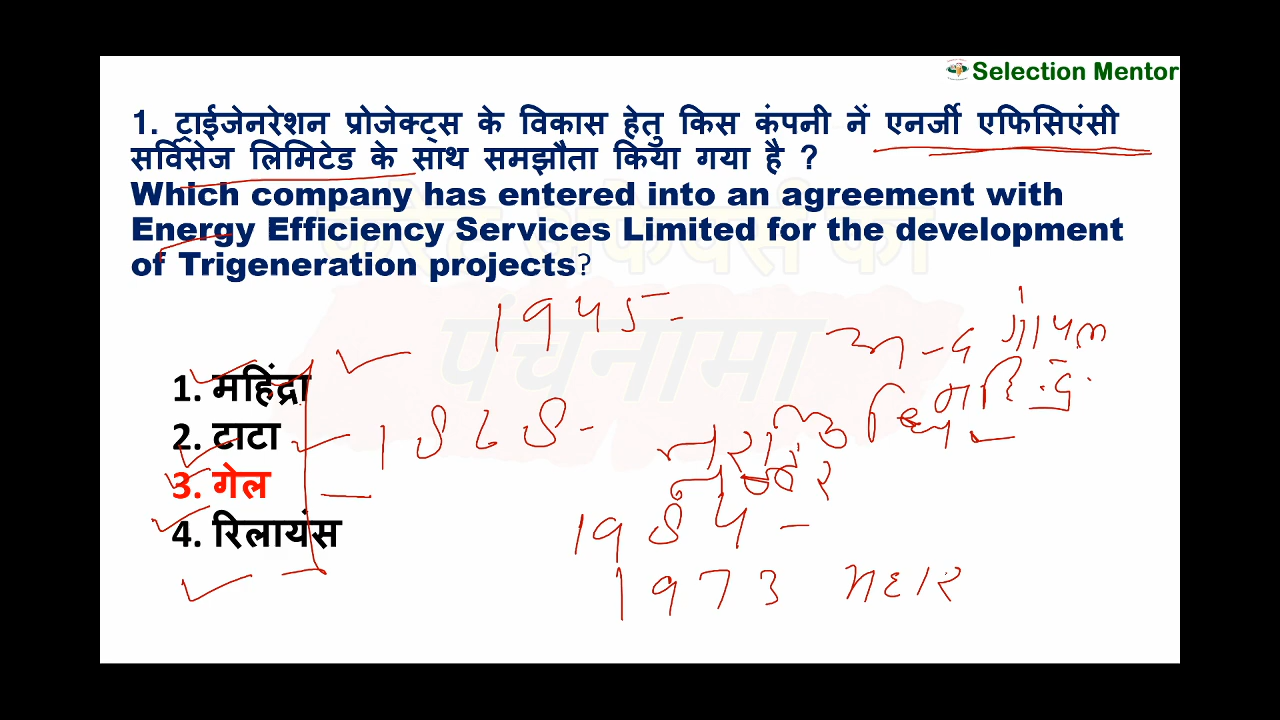 Selection Mentor
1. ट्राईजेनरेशन प्रोजेक्ट्स के विकास हेतु किस कंपनी नें एनर्जी एफिसिएंसी
सर्विसेज लिमिटेड के साथ समझौता किया गया है ?
Which company has entered into an agreement with
Energy Efficiency Services Limited for the development
of Trigeneration projects?
1945-
1. महिंद्रा
2. टाटा
1868-
3. गेल
4. रिलायंस
1984-
1973
पंचनामा